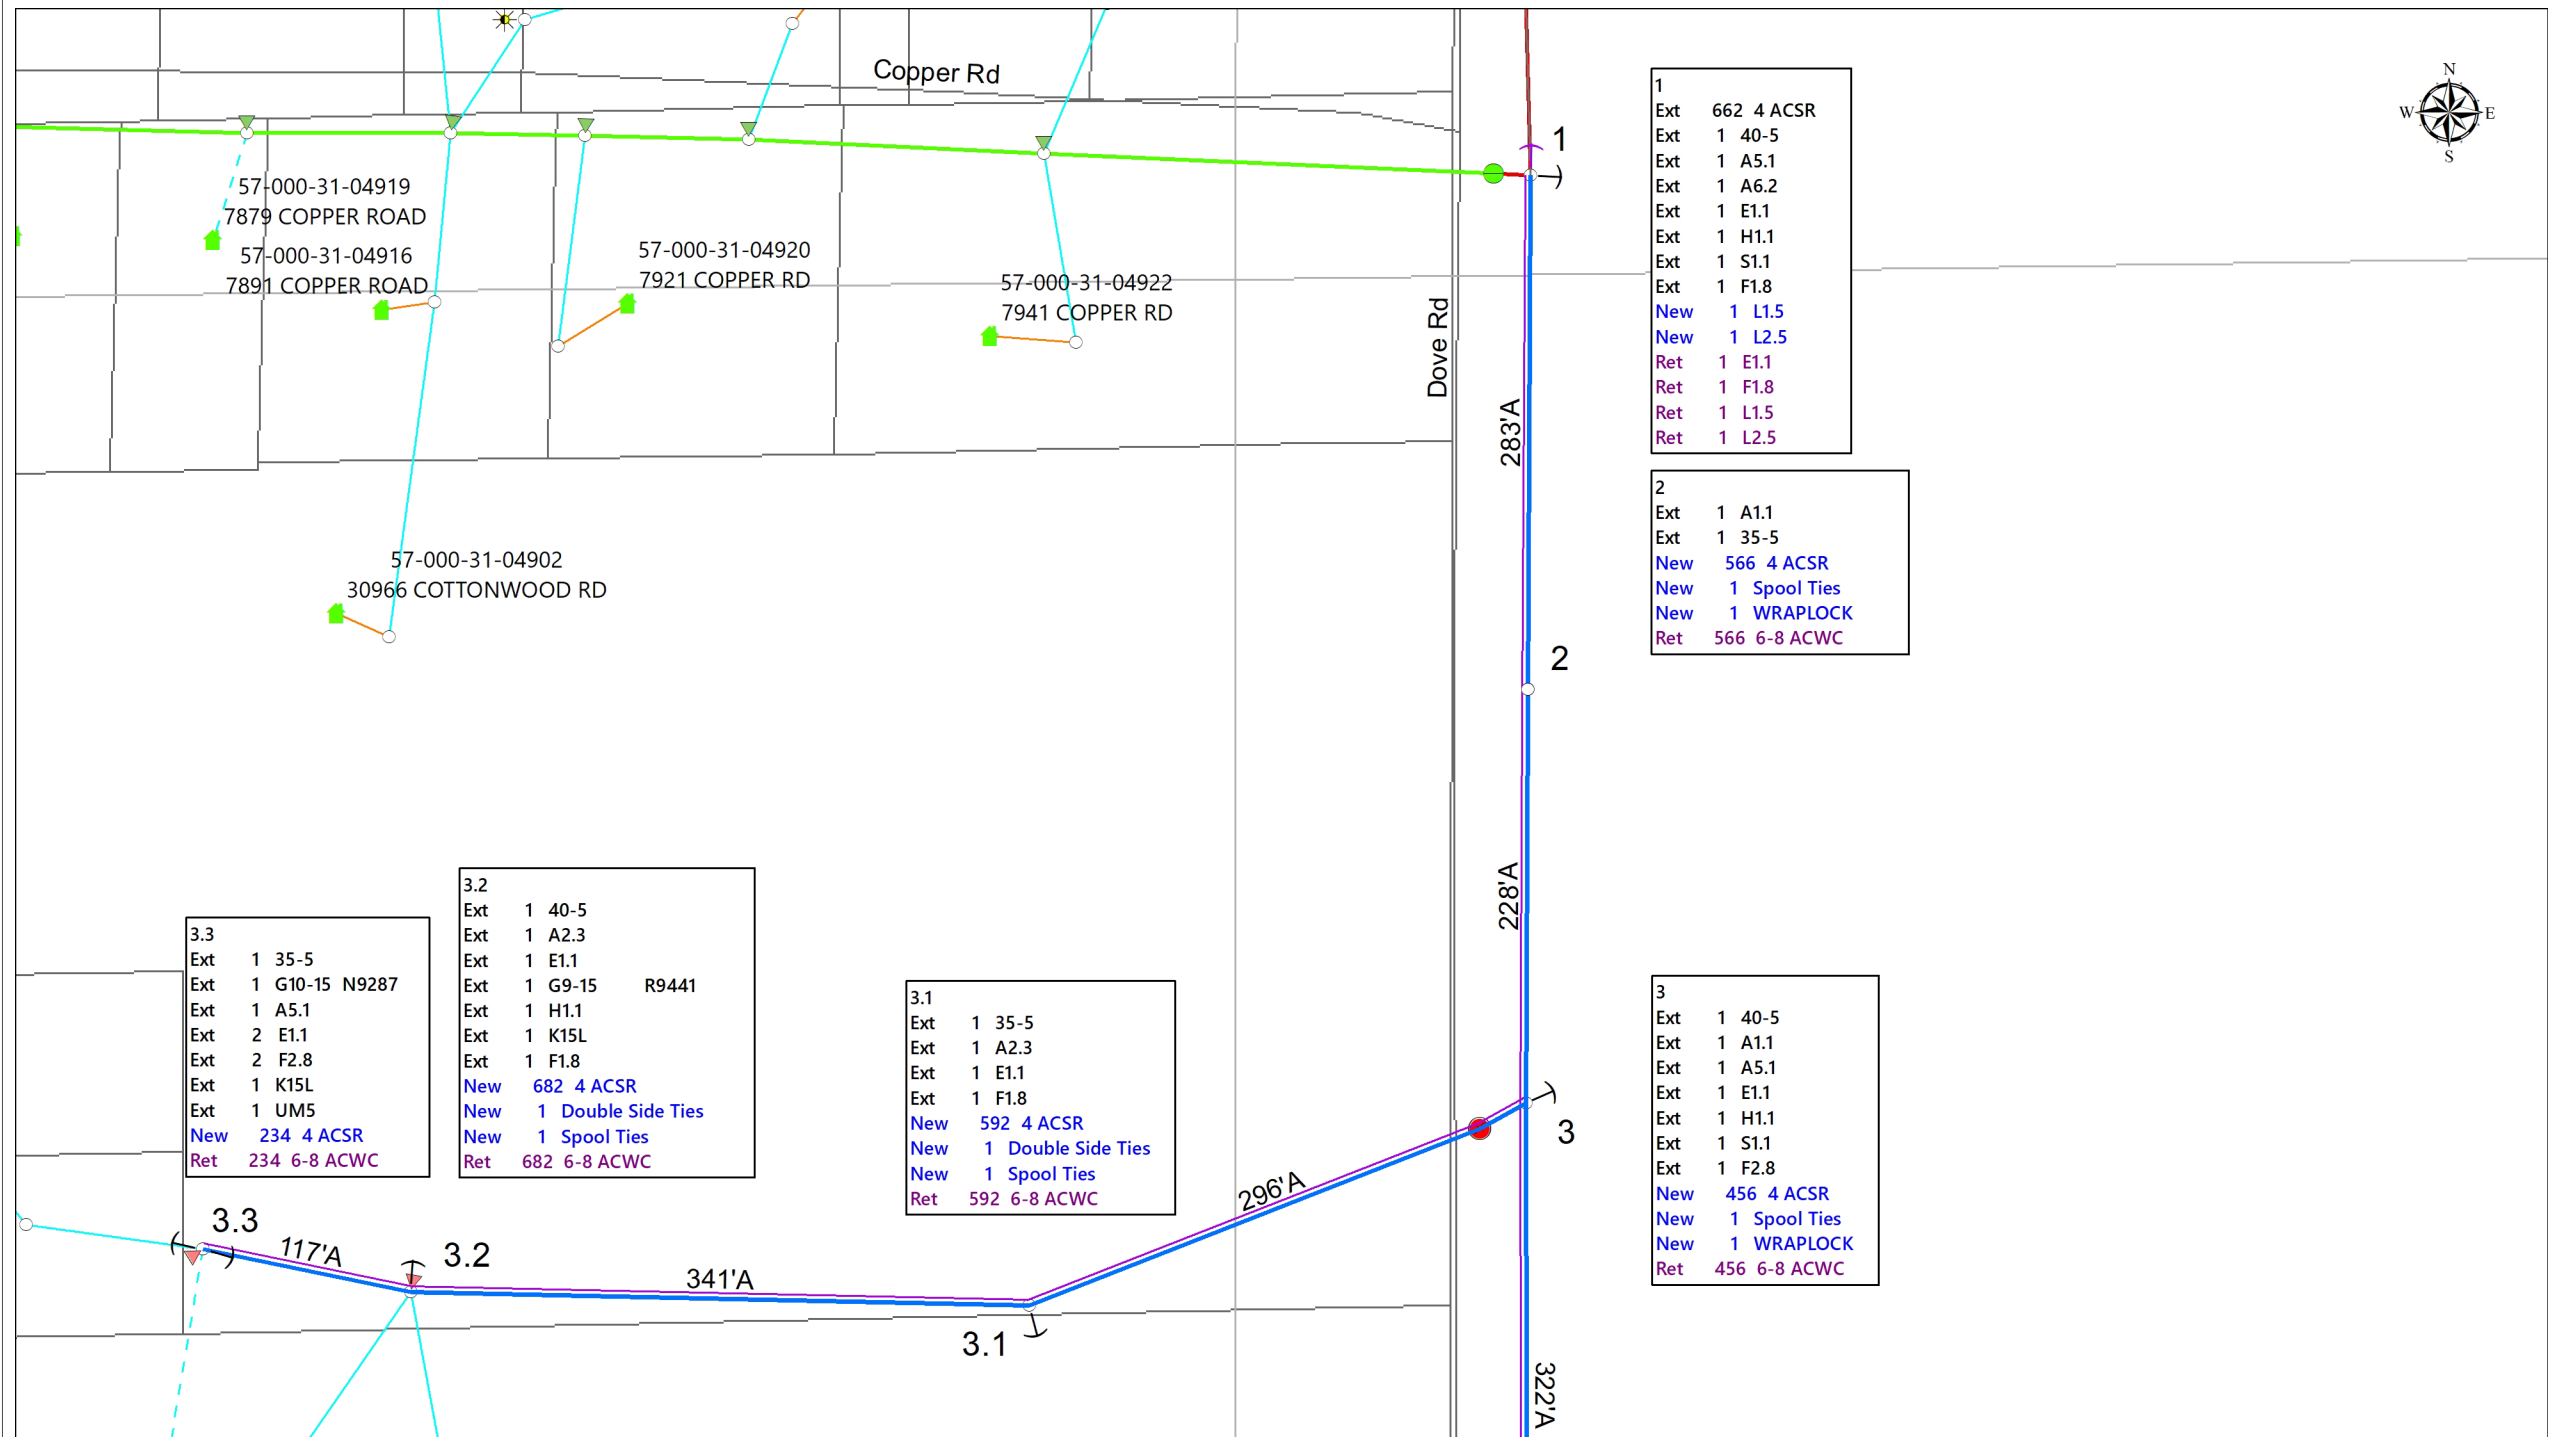 Copper Rd
N
W E
S
57-000-31-04919
7879 COPPER ROAD
57-000-31-04916
7891 COPPER ROAD
57-000-31-04920
7921 COPPER RD
57-000-31-04922
7941 COPPER RD
Dove Rd
283'A
1
1
Ext 662 4 ACSR
Ext 1 40-5
Ext 1 A5.1
Ext 1 A6.2
Ext 1 E1.1
Ext 1 H1.1
Ext 1 S1.1
Ext 1 F1.8
New 1 L1.5
New 1 L2.5
Ret 1 E1.1
Ret 1 F1.8
Ret 1 L1.5
Ret 1 L2.5
2
Ext 1 A1.1
Ext 1 35-5
New 566 4 ACSR
New 1 Spool Ties
New 1 WRAPLOCK
Ret 566 6-8 ACWC
57-000-31-04902
30966 COTTONWOOD RD
2
228'A
3.3
Ext 1 35-5
Ext 1 G10-15 N9287
Ext 1 A5.1
Ext 2 E1.1
Ext 2 F2.8
Ext 1 K15L
Ext 1 UM5
New 234 4 ACSR
Ret 234 6-8 ACWC
3.2
Ext 1 40-5
Ext 1 A2.3
Ext 1 E1.1
Ext 1 G9-15 R9441
Ext 1 H1.1
Ext 1 K15L
Ext 1 F1.8
New 682 4 ACSR
New 1 Double Side Ties
New 1 Spool Ties
Ret 682 6-8 ACWC
3.1
Ext 1 35-5
Ext 1 A2.3
Ext 1 E1.1
Ext 1 F1.8
New 592 4 ACSR
New 1 Double Side Ties
New 1 Spool Ties
Ret 592 6-8 ACWC
3
Ext 1 40-5
Ext 1 A1.1
Ext 1 A5.1
Ext 1 E1.1
Ext 1 H1.1
Ext 1 S1.1
Ext 1 F2.8
New 456 4 ACSR
New 1 Spool Ties
New 1 WRAPLOCK
Ret 456 6-8 ACWC
3
296'A
3.3
117'A
3.2
341'A
3.1
322'A